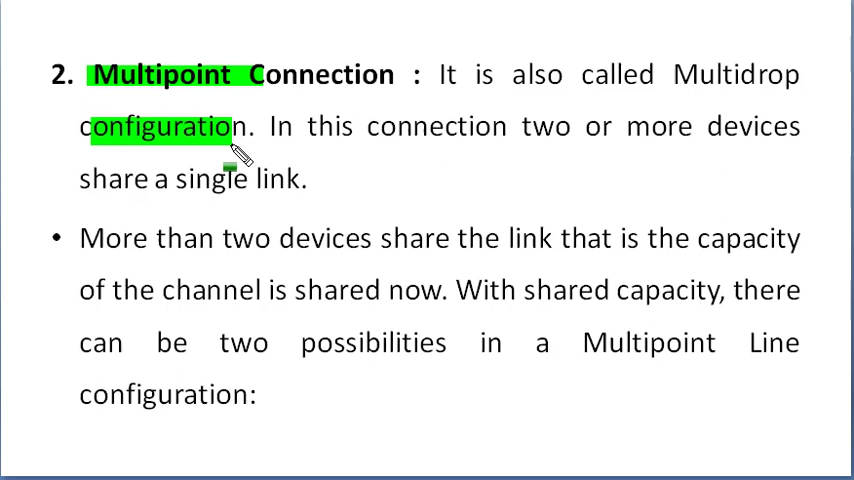 2. Multipoint Connection : It is also called Multidrop
configuration. In this connection two or more devices
share a single link.
• More than two devices share the link that is the capacity
of the channel is shared now. With shared capacity, there
can be two possibilities in a Multipoint Line
configuration: